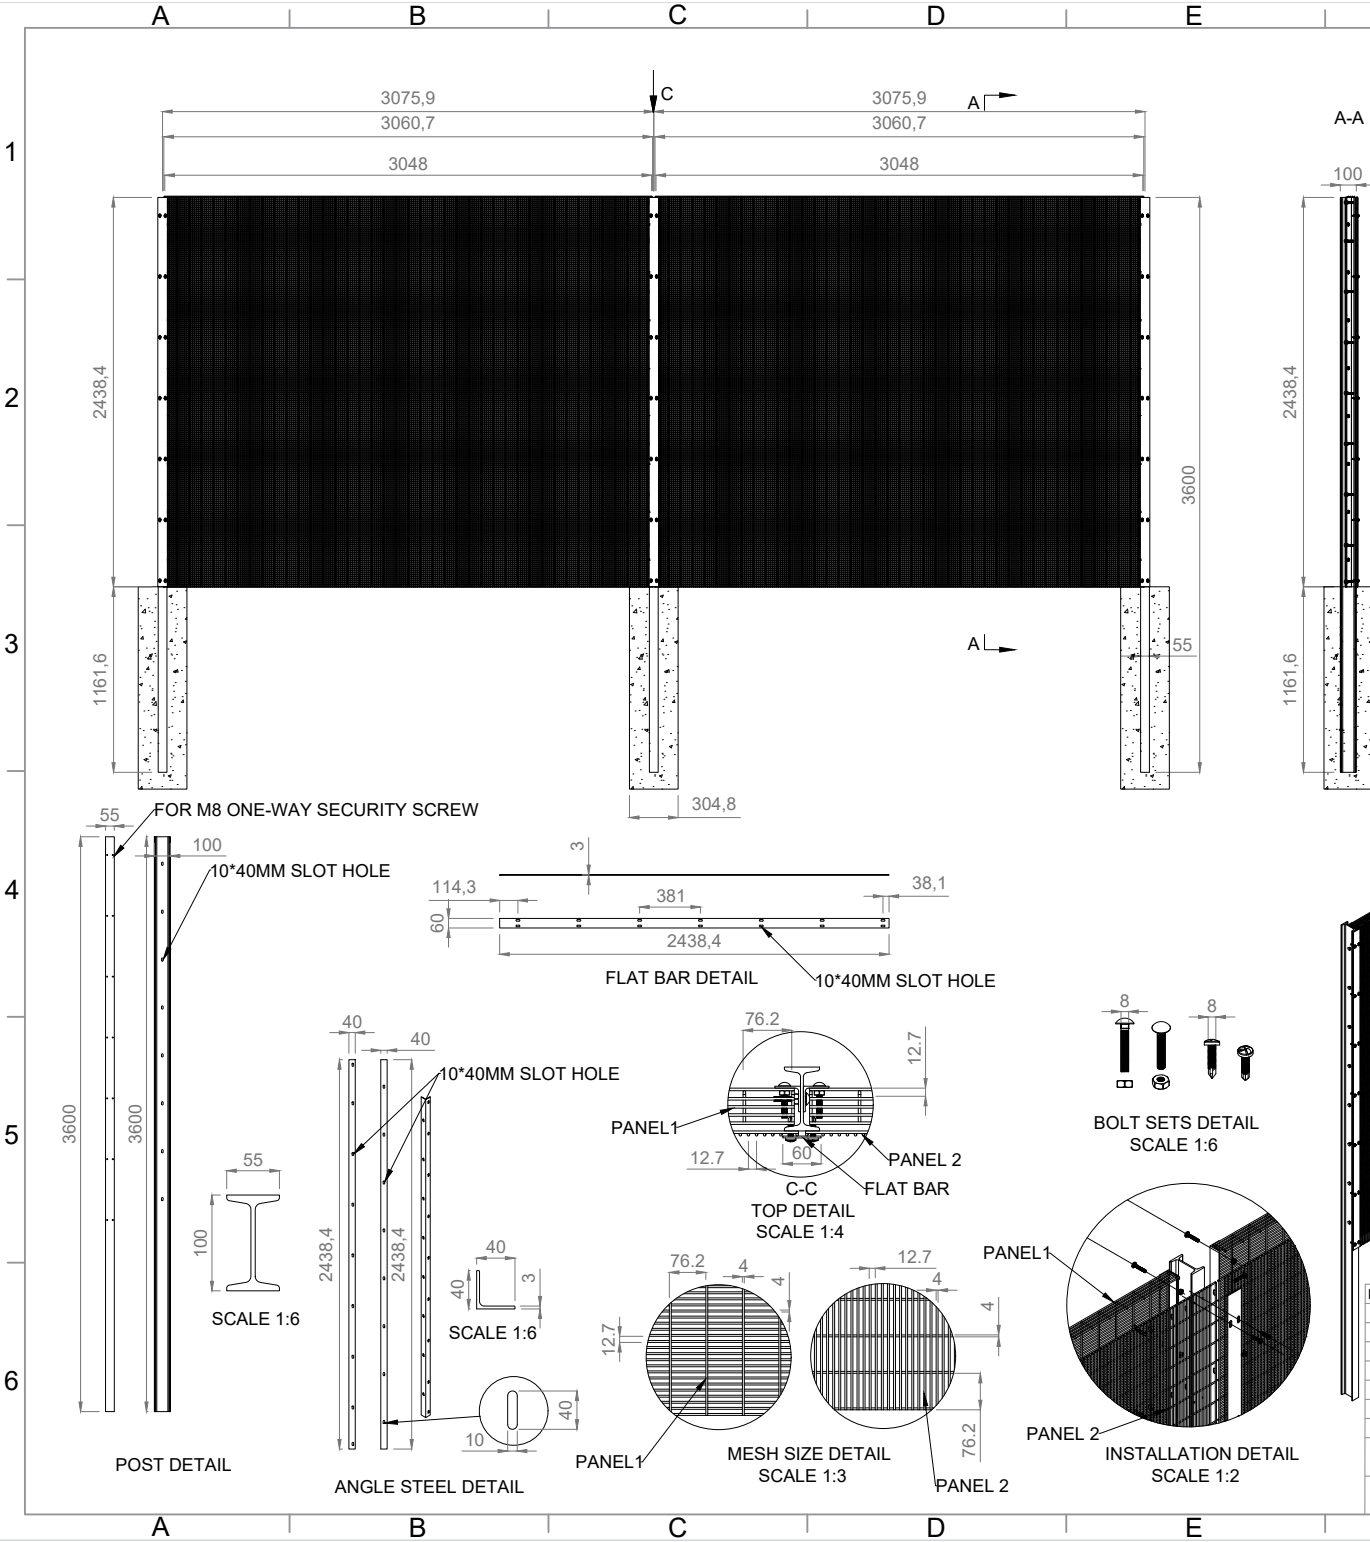 A B C D E
1
2
3
4
5
6
3075,9
C
3075,9
A
A-A
3060,7
3060,7
3048
3048
100
2438,4
2438,4
3600
1161,6
A
55
1161,6
304,8
55
FOR M8 ONE-WAY SECURITY SCREW
100
10*40MM SLOT HOLE
3600
3600
55
100
SCALE 1:6
POST DETAIL
3
114,3
381
38,1
60
2438,4
FLAT BAR DETAIL
10*40MM SLOT HOLE
40
40
10*40MM SLOT HOLE
2438,4
2438,4
40
40
3
SCALE 1:6
40
10
ANGLE STEEL DETAIL
76.2
12.7
PANEL1
12.7
60
PANEL 2
FLAT BAR
C-C
TOP DETAIL
SCALE 1:4
8
8
BOLT SETS DETAIL
SCALE 1:6
76.2
4
4
12.7
PANEL1
12.7
4
4
76.2
PANEL 2
MESH SIZE DETAIL
SCALE 1:3
PANEL1
PANEL 2
INSTALLATION DETAIL
SCALE 1:2
A B C D E